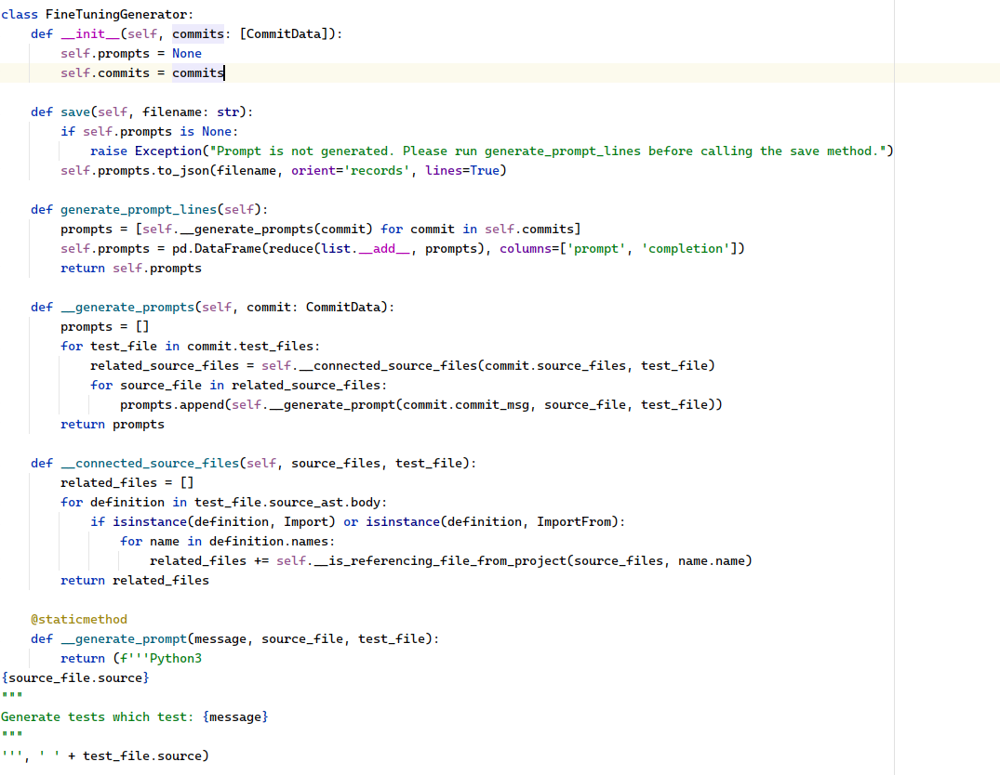 class FineTuningGenerator:
    def __init__(self, commits: [CommitData]):
        self.prompts = None
        self.commits = commits

    def save(self, filename: str):
        if self.prompts is None:
            raise Exception("Prompt is not generated. Please run generate_prompt_lines before calling the save method.")
        self.prompts.to_json(filename, orient='records', lines=True)

    def generate_prompt_lines(self):
        prompts = [self.__generate_prompts(commit) for commit in self.commits]
        self.prompts = pd.DataFrame(reduce(list.__add__, prompts), columns=['prompt', 'completion'])
        return self.prompts

    def __generate_prompts(self, commit: CommitData):
        prompts = []
        for test_file in commit.test_files:
            related_source_files = self.__connected_source_files(commit.source_files, test_file)
            for source_file in related_source_files:
                prompts.append(self.__generate_prompt(commit.commit_msg, source_file, test_file))
        return prompts

    def __connected_source_files(self, source_files, test_file):
        related_files = []
        for definition in test_file.source_ast.body:
            if isinstance(definition, Import) or isinstance(definition, ImportFrom):
                for name in definition.names:
                    related_files += self.__is_referencing_file_from_project(source_files, name.name)
        return related_files

    @staticmethod
    def __generate_prompt(message, source_file, test_file):
        return (f'''Python3
{source_file.source}
"""
Generate tests which test: {message}
"""
''', ' ' + test_file.source)